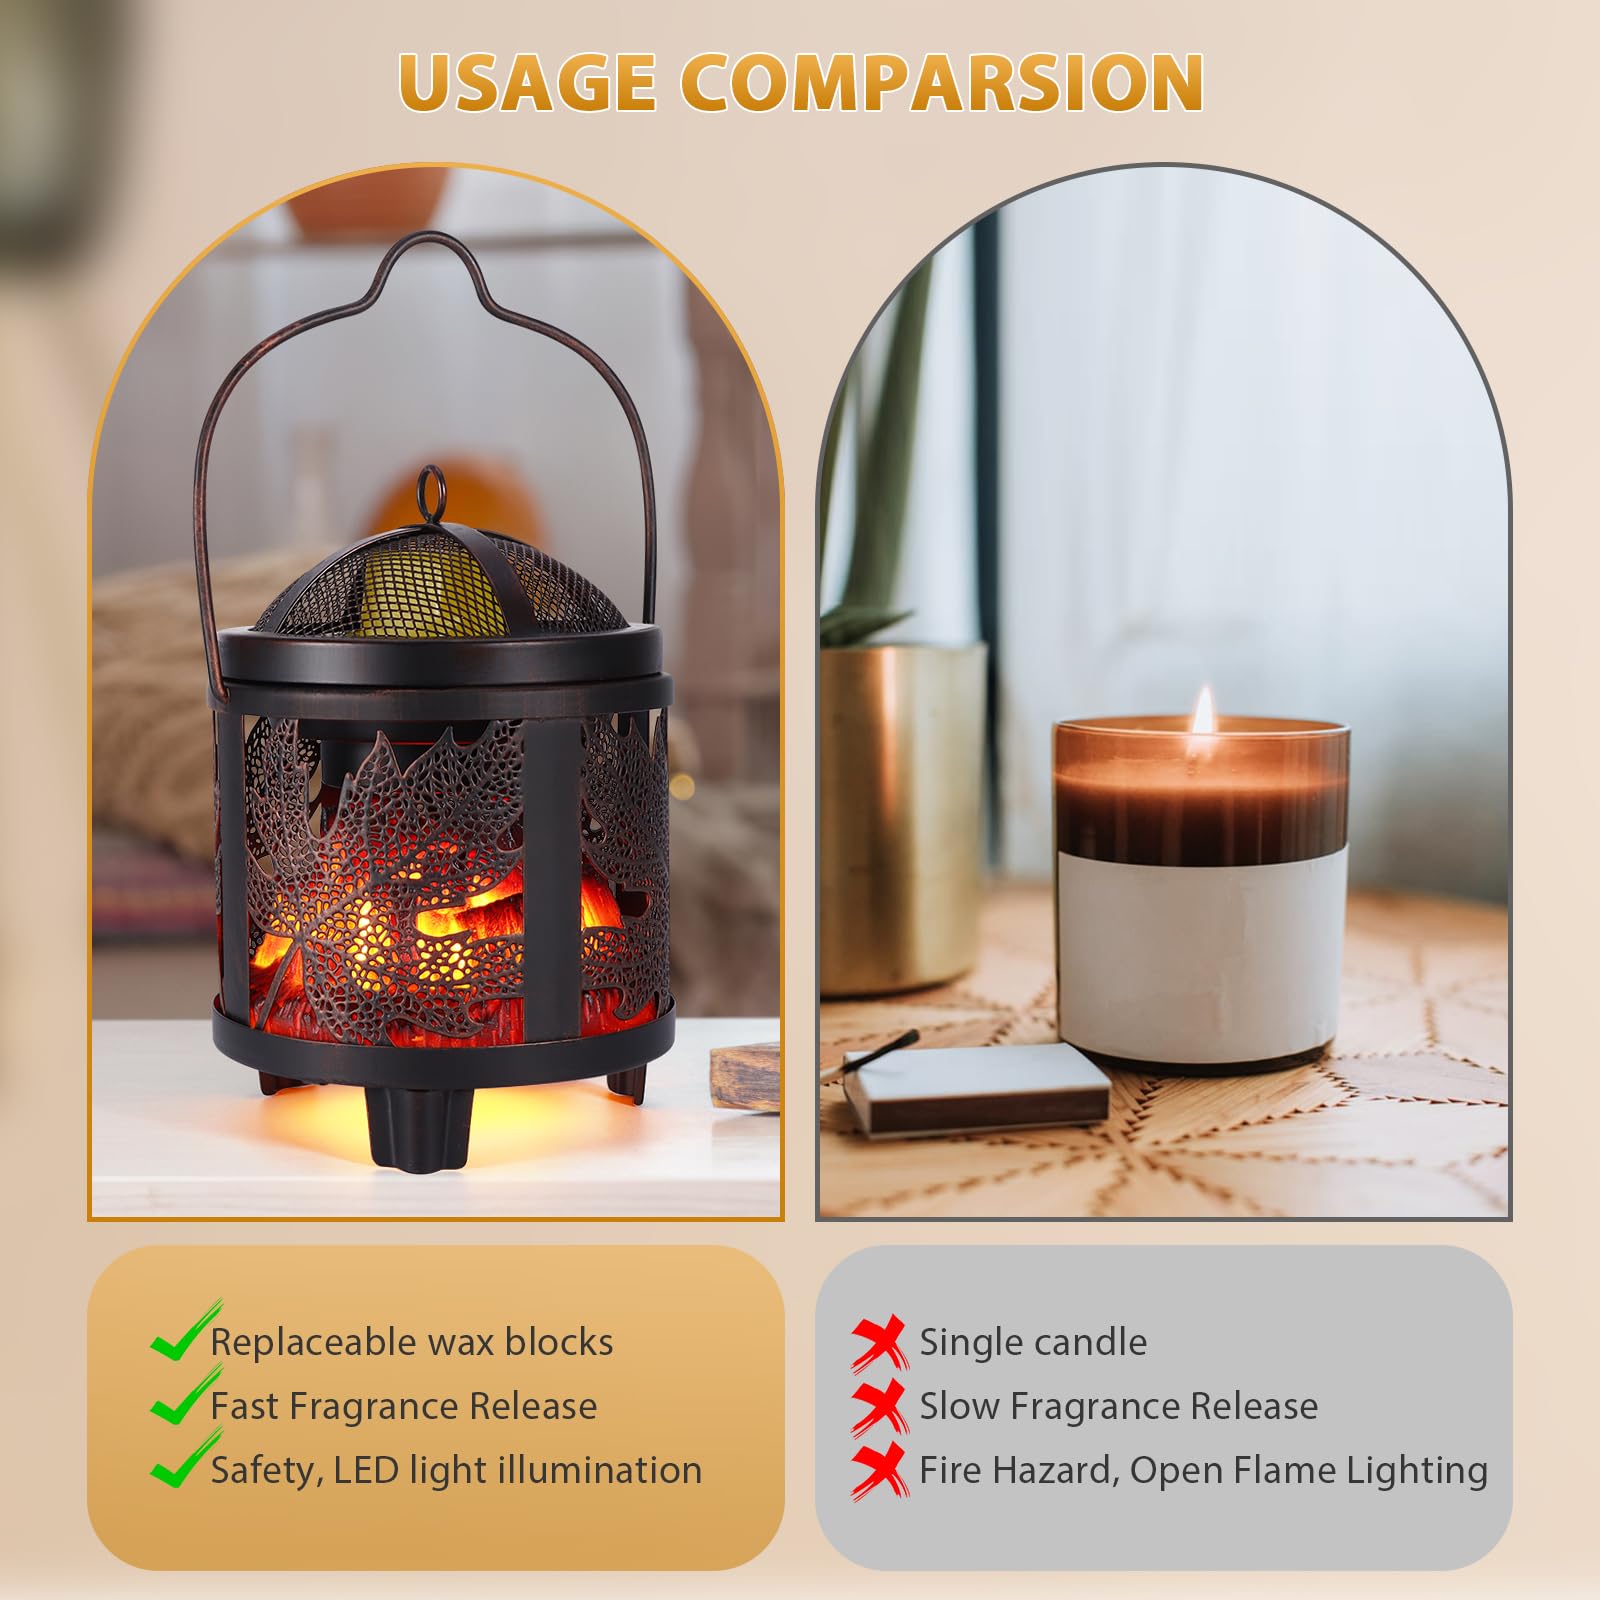 USAGE COMPARSION
Replaceable wax blocks
Fast Fragrance Release
Safety, LED light illumination
Single candle
Slow Fragrance Release
Fire Hazard, Open Flame Lighting